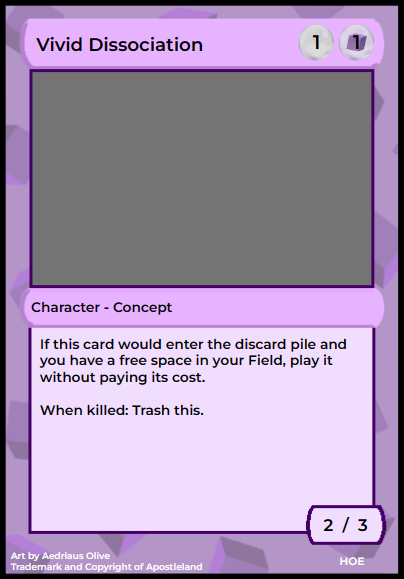 Vivid Dissociation 1 1
Character - Concept
If this card would enter the discard pile and
you have a free space in your Field, play it
without paying its cost.
When killed: Trash this.
2 / 3
Art by Aedriaus Olive
Trademark and Copyright of Apostleland
HOE